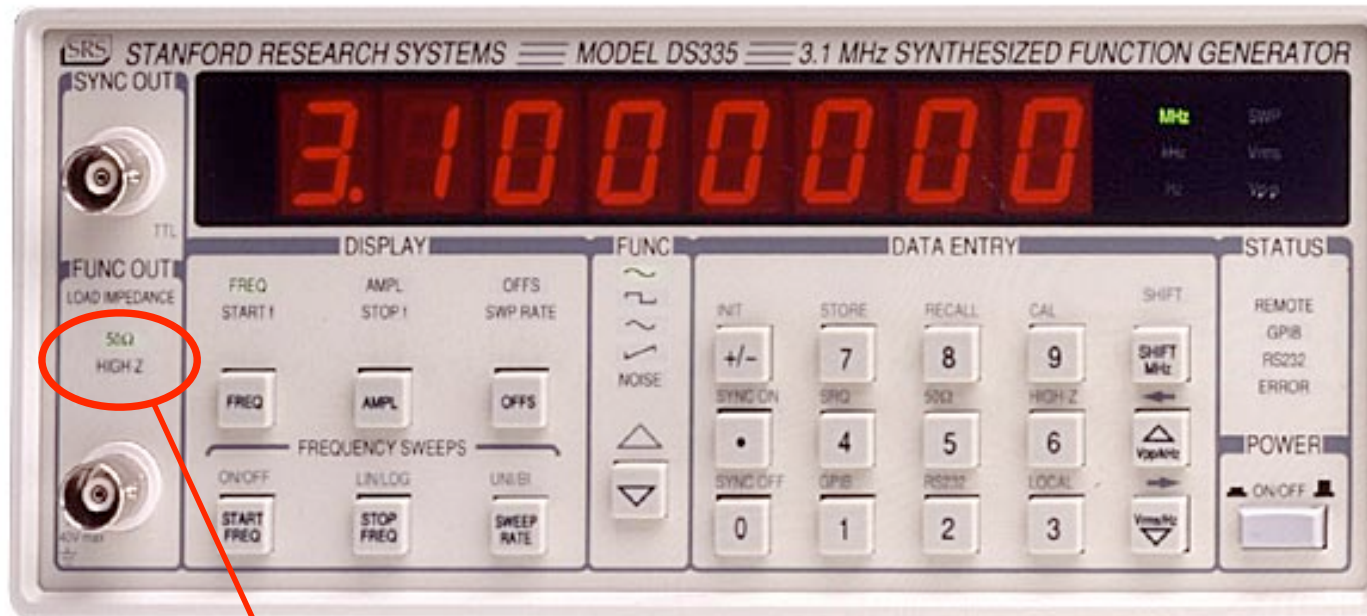 SRS STANFORD RESEARCH SYSTEMS MODEL DS335 3.1 MHz SYNTHESIZED FUNCTION GENERATOR
SYNC OUT
3.1000000
MHz SWP
kHz Vrms
Hz Vpp
TTL
FUNC OUT
LOAD IMPEDANCE
50Ω
HIGH-Z
40V max
DISPLAY
FREQ AMPL OFFS
START f STOP f SWP RATE
FREQ AMPL OFFS
FREQUENCY SWEEPS
ON/OFF LIN/LOG UNI/BI
START FREQ STOP FREQ SWEEP RATE
FUNC
NOISE
DATA ENTRY
INIT STORE RECALL CAL SHIFT
+/− 7 8 9 SHIFT MHz
SYNC ON SRQ 50Ω HIGH-Z
• 4 5 6 Vpp/kHz
SYNC OFF GPIB RS232 LOCAL
0 1 2 3 Vrms/Hz
STATUS
REMOTE
GPIB
RS232
ERROR
POWER
ON/OFF